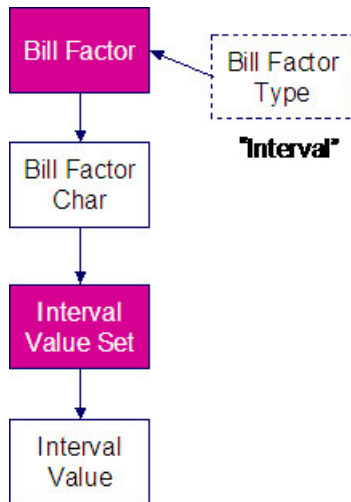 Bill Factor
Bill Factor
Type
"Interval"
Bill Factor
Char
Interval
Value Set
Interval
Value